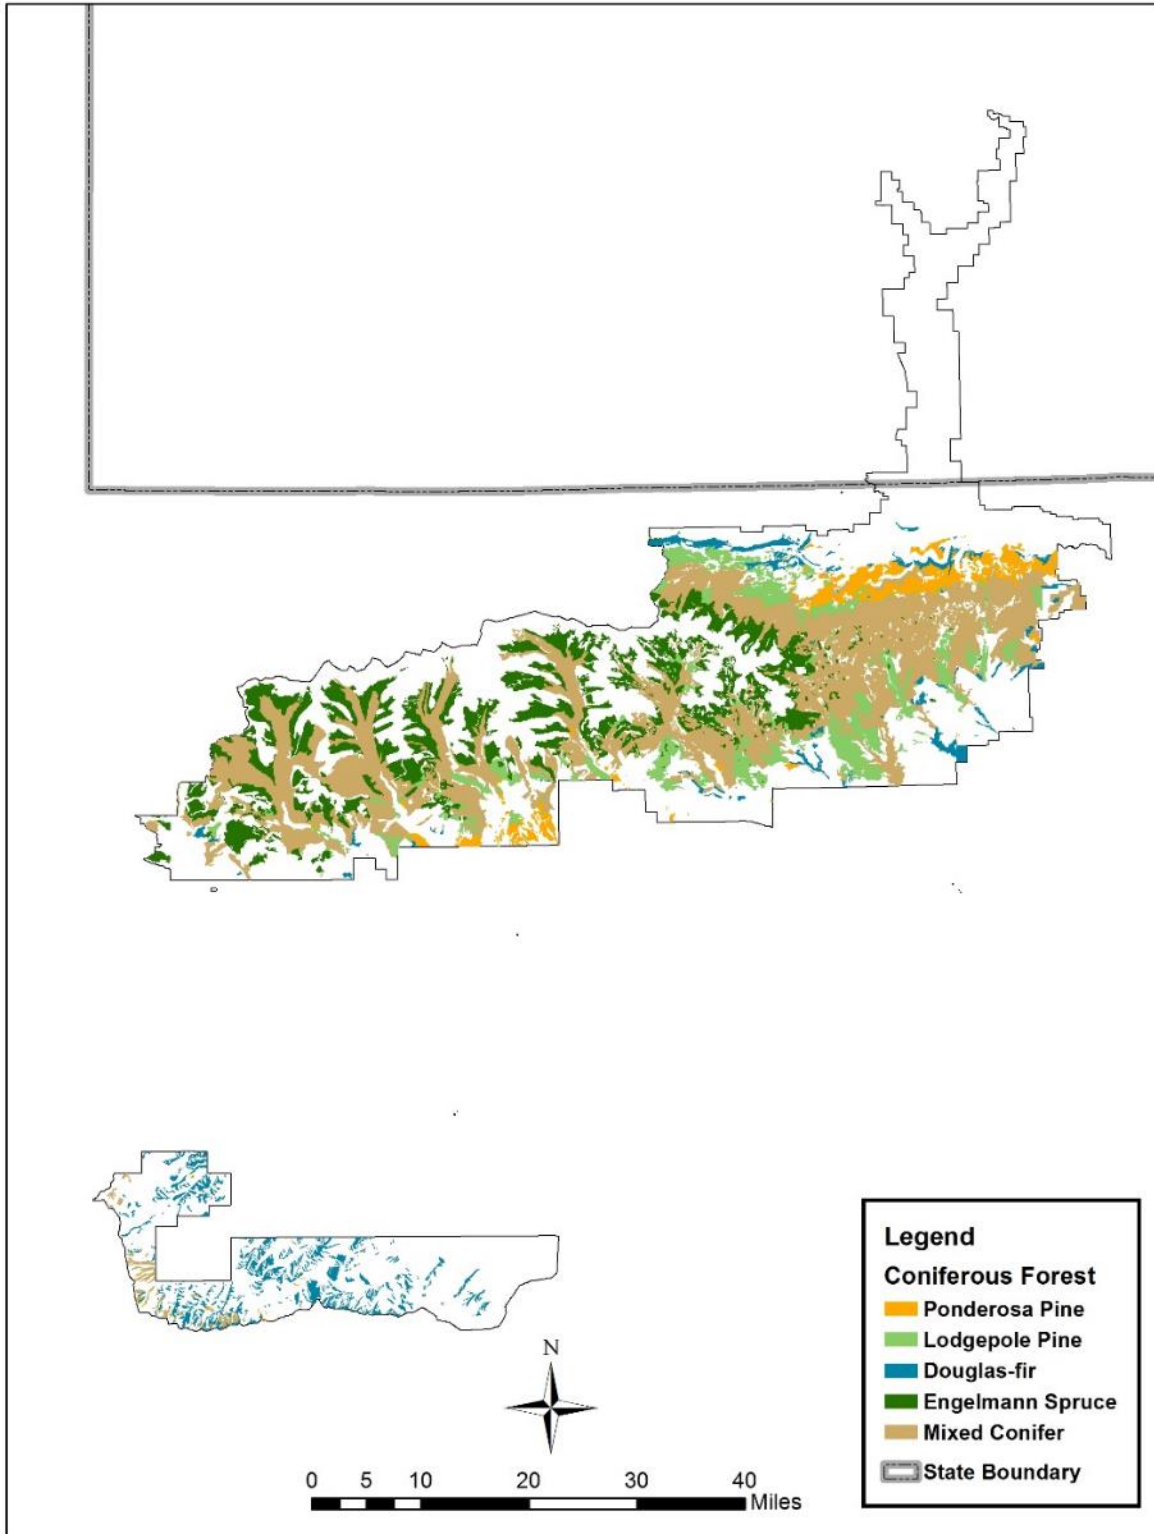 N
0 5 10 20 30 40
Miles
Legend
Coniferous Forest
Ponderosa Pine
Lodgepole Pine
Douglas-fir
Engelmann Spruce
Mixed Conifer
State Boundary